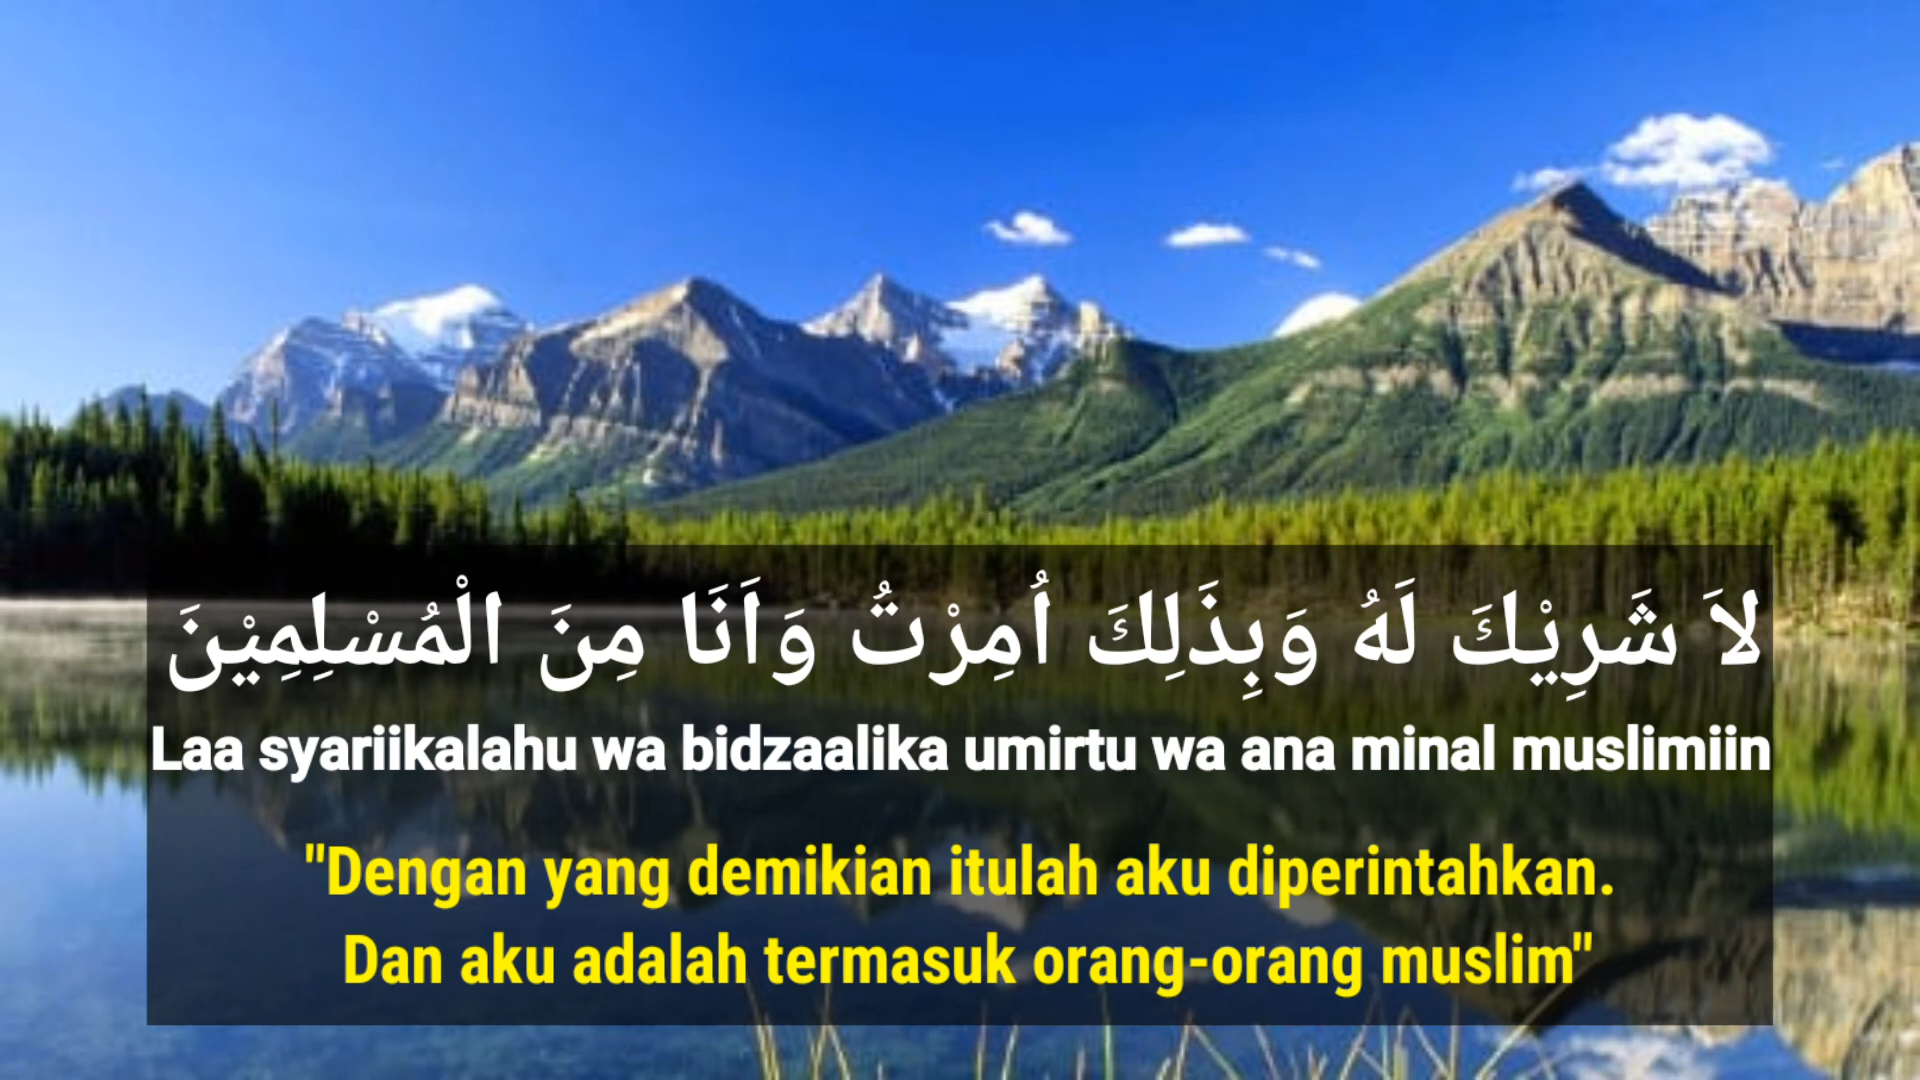 لاَ شَرِيْكَ لَهُ وَبِذَلِكَ اُمِرْتُ وَاَنَا مِنَ الْمُسْلِمِيْنَ
Laa syariikalahu wa bidzaalika umirtu wa ana minal muslimiin
"Dengan yang demikian itulah aku diperintahkan.
Dan aku adalah termasuk orang-orang muslim"